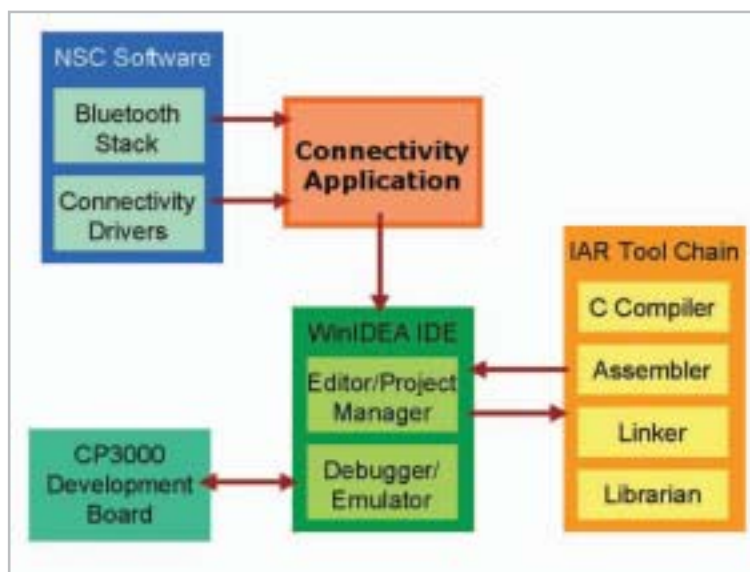 NSC Software
Bluetooth
Stack
Connectivity
Drivers
Connectivity
Application
IAR Tool Chain
C Compiler
Assembler
Linker
Librarian
WinIDEA IDE
Editor/Project
Manager
Debugger/
Emulator
CP3000
Development
Board